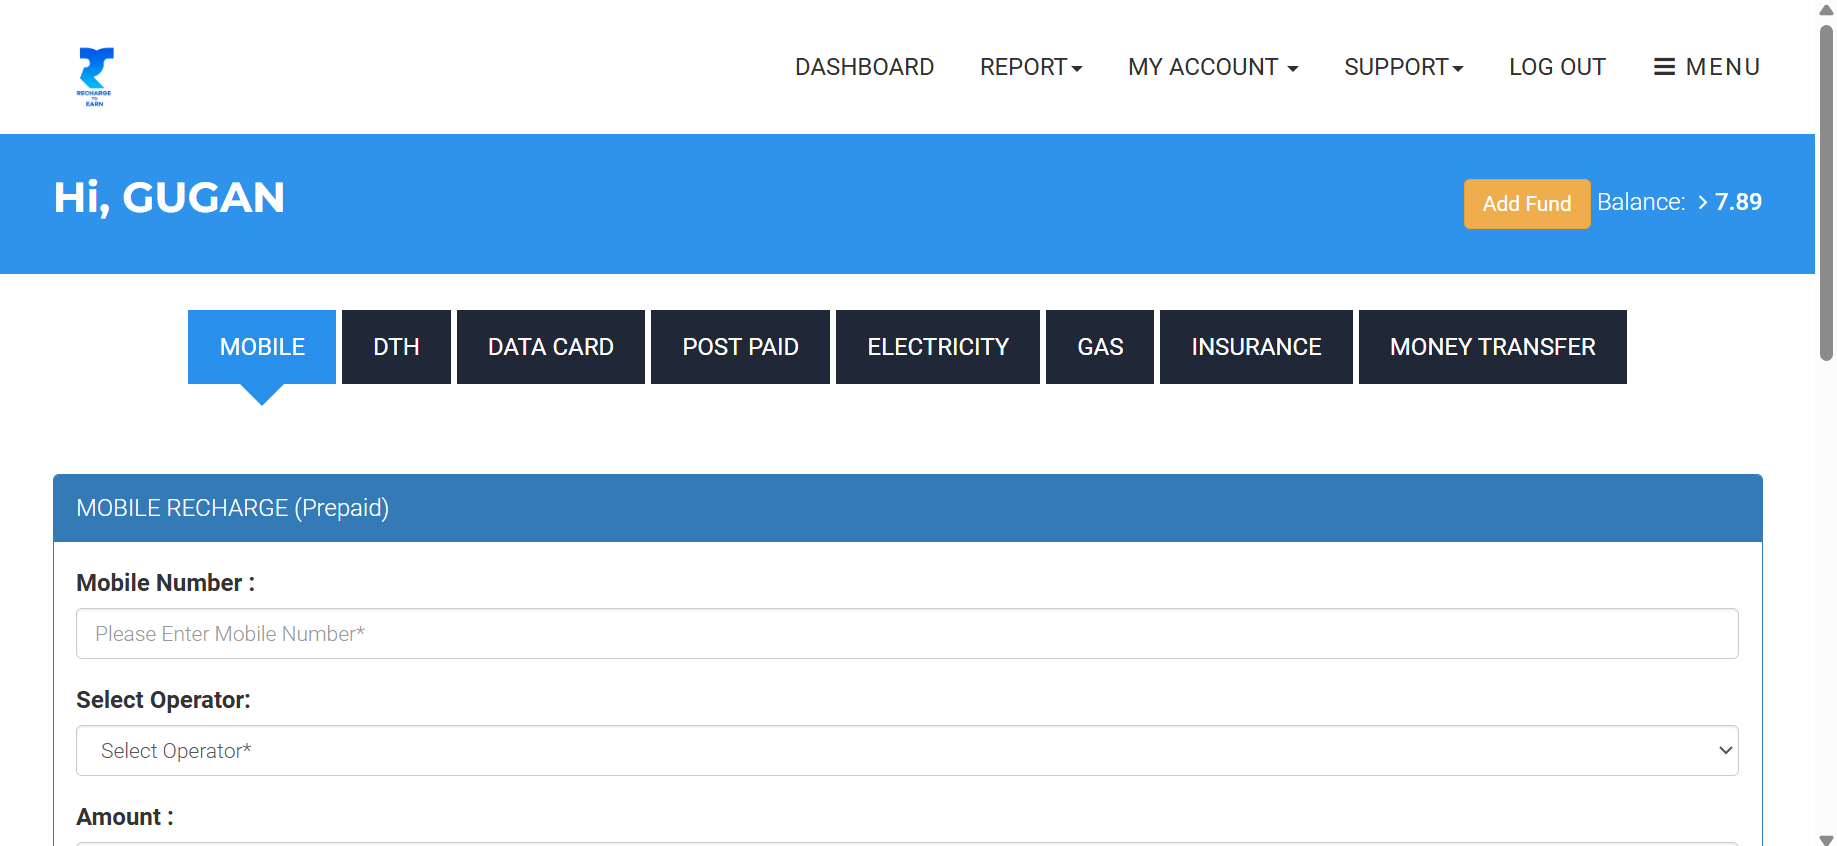 RECHARGE
TO
EARN
DASHBOARD REPORT MY ACCOUNT SUPPORT LOG OUT MENU
Hi, GUGAN
Add Fund Balance: > 7.89
MOBILE DTH DATA CARD POST PAID ELECTRICITY GAS INSURANCE MONEY TRANSFER
MOBILE RECHARGE (Prepaid)
Mobile Number :
Please Enter Mobile Number*
Select Operator:
Select Operator*
Amount :